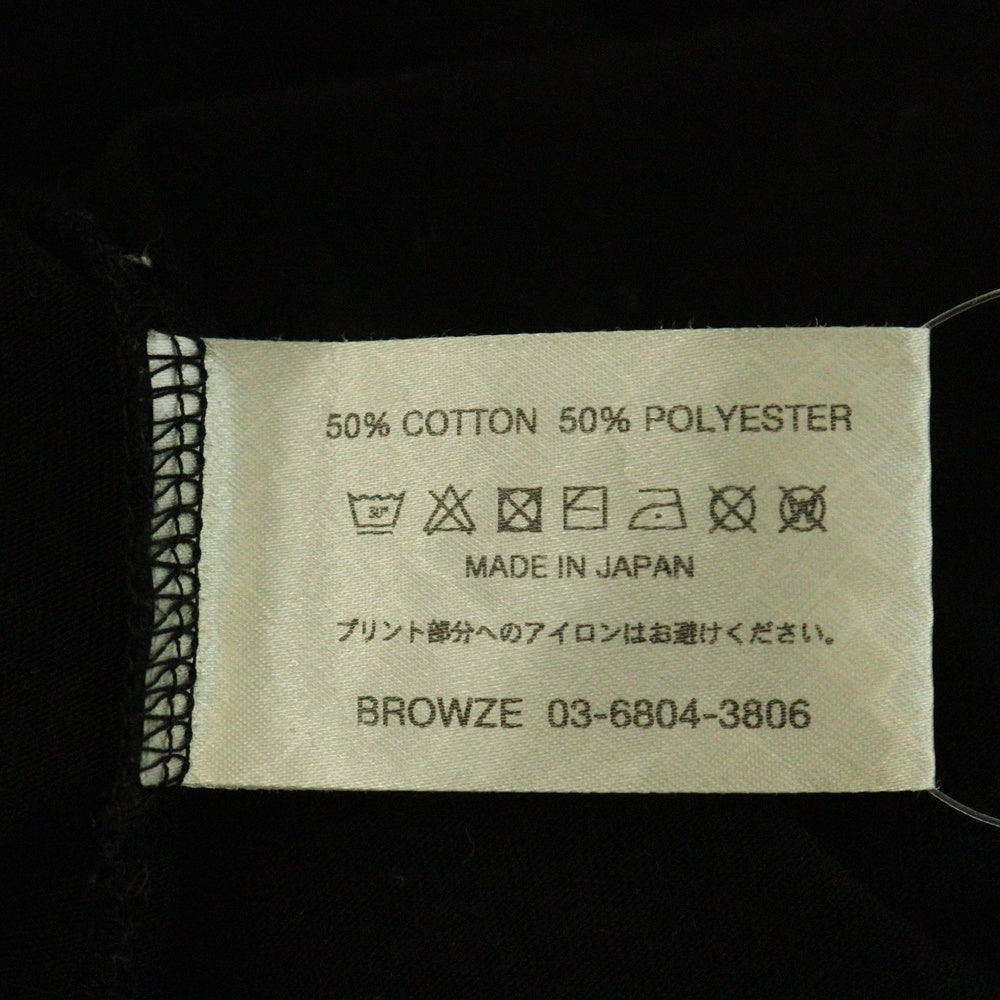 50% COTTON 50% POLYESTER
30°
W
MADE IN JAPAN
プリント部分へのアイロンはお避けください。
BROWZE 03-6804-3806